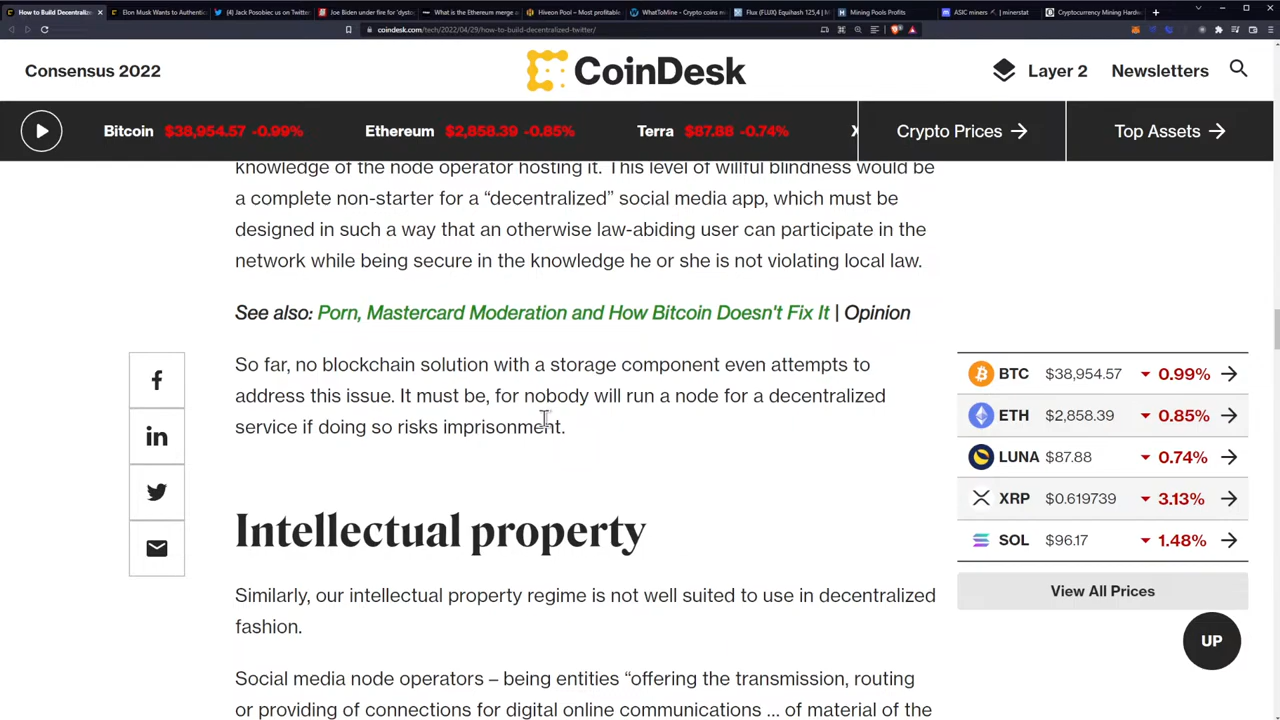 How to Build Decentraliz
Elon Musk Wants to Authentic
(4) Jack Posobiec us on Twitter
Joe Biden under fire for 'dysto
What is the Ethereum merge
Hiveon Pool – Most profitable
WhatToMine - Crypto coins mi
Flux (FLUX) Equihash 125,4 | M
Mining Pools Profits
ASIC miners
minerstat
Cryptocurrency Mining Hardw
coindesk.com/tech/2022/04/29/how-to-build-decentralized-twitter/
Consensus 2022
CoinDesk
Layer 2
Newsletters
Bitcoin $38,954.57 -0.99%
Ethereum $2,858.39 -0.85%
Terra $87.88 -0.74%
X
Crypto Prices →
Top Assets →
knowledge of the node operator hosting it. This level of willful blindness would be
a complete non-starter for a “decentralized” social media app, which must be
designed in such a way that an otherwise law-abiding user can participate in the
network while being secure in the knowledge he or she is not violating local law.
See also: Porn, Mastercard Moderation and How Bitcoin Doesn't Fix It | Opinion
So far, no blockchain solution with a storage component even attempts to
address this issue. It must be, for nobody will run a node for a decentralized
service if doing so risks imprisonment.
Intellectual property
Similarly, our intellectual property regime is not well suited to use in decentralized
fashion.
Social media node operators – being entities “offering the transmission, routing
or providing of connections for digital online communications … of material of the
BTC $38,954.57 0.99% →
ETH $2,858.39 0.85% →
LUNA $87.88 0.74% →
XRP $0.619739 3.13% →
SOL $96.17 1.48% →
View All Prices
UP